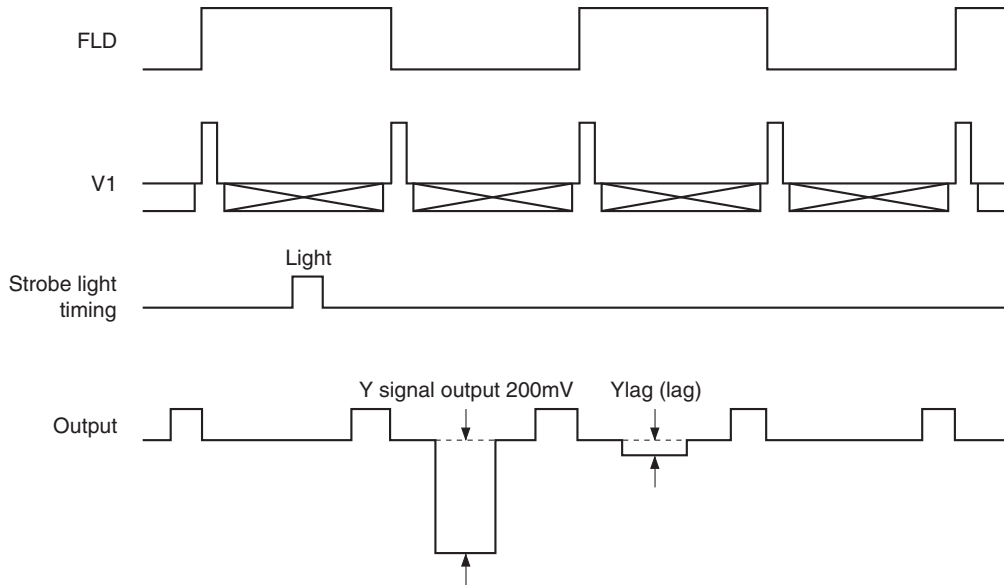 FLD
V1
Light
Strobe light
timing
Y signal output 200mV
Ylag (lag)
Output